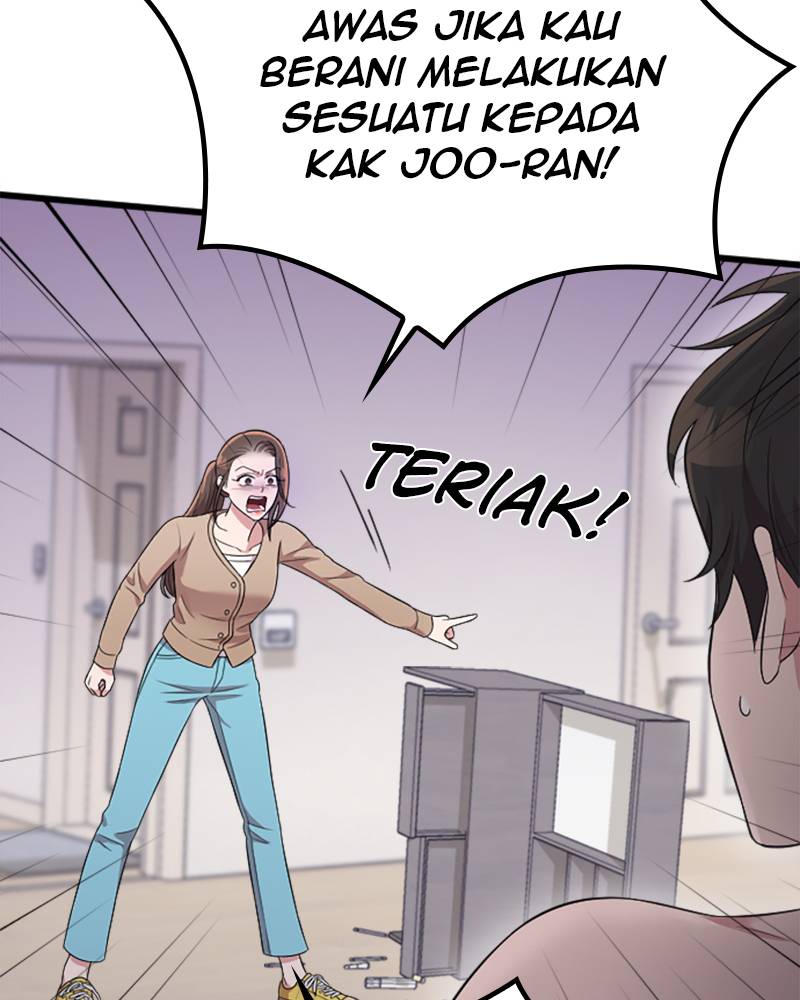 AWAS JIKA KAU
BERANI MELAKUKAN
SESUATU KEPADA
KAK JOO-RAN!
TERIAK!